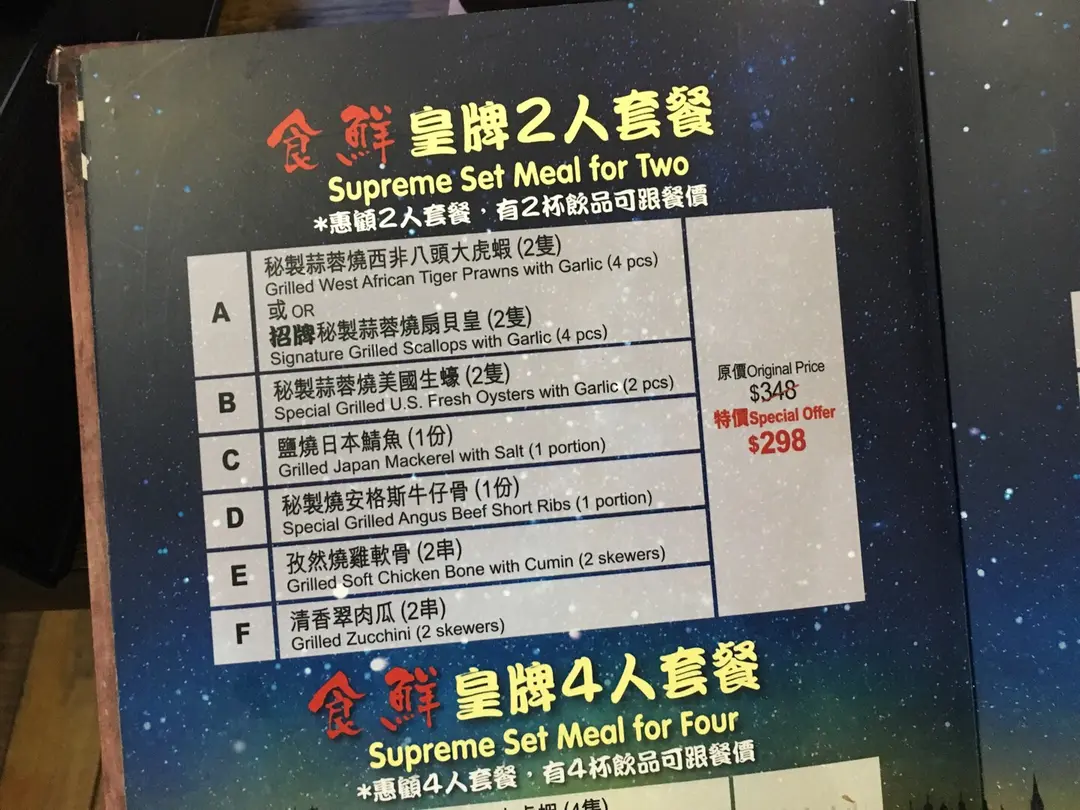 食鮮 皇牌2人套餐
Supreme Set Meal for Two
*惠顧2人套餐，有2杯飲品可跟餐價
A
秘製蒜蓉燒西非八頭大虎蝦 (2隻)
Grilled West African Tiger Prawns with Garlic (4 pcs)
或 OR
招牌秘製蒜蓉燒扇貝皇 (2隻)
Signature Grilled Scallops with Garlic (4 pcs)
B
秘製蒜蓉燒美國生蠔 (2隻)
Special Grilled U.S. Fresh Oysters with Garlic (2 pcs)
C
鹽燒日本鯖魚 (1份)
Grilled Japan Mackerel with Salt (1 portion)
D
秘製燒安格斯牛仔骨 (1份)
Special Grilled Angus Beef Short Ribs (1 portion)
E
孜然燒雞軟骨 (2串)
Grilled Soft Chicken Bone with Cumin (2 skewers)
F
清香翠肉瓜 (2串)
Grilled Zucchini (2 skewers)
原價Original Price
$348
特價Special Offer
$298
食鮮 皇牌4人套餐
Supreme Set Meal for Four
*惠顧4人套餐，有4杯飲品可跟餐價